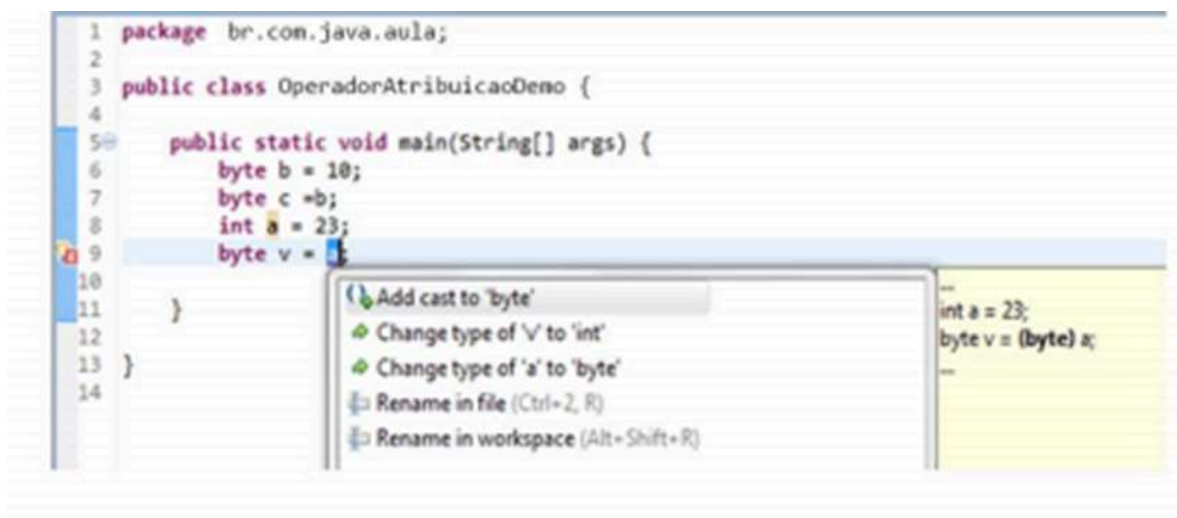 1 package br.com.java.aula;
2
3 public class OperadorAtribuicaoDemo {
4
5 public static void main(String[] args) {
6 byte b = 10;
7 byte c =b;
8 int a = 23;
9 byte v = a;
10
11 }
12
13 }
14
Add cast to 'byte'
Change type of 'v' to 'int'
Change type of 'a' to 'byte'
Rename in file (Ctrl+2, R)
Rename in workspace (Alt+Shift+R)
...
int a = 23;
byte v = (byte) a;
...